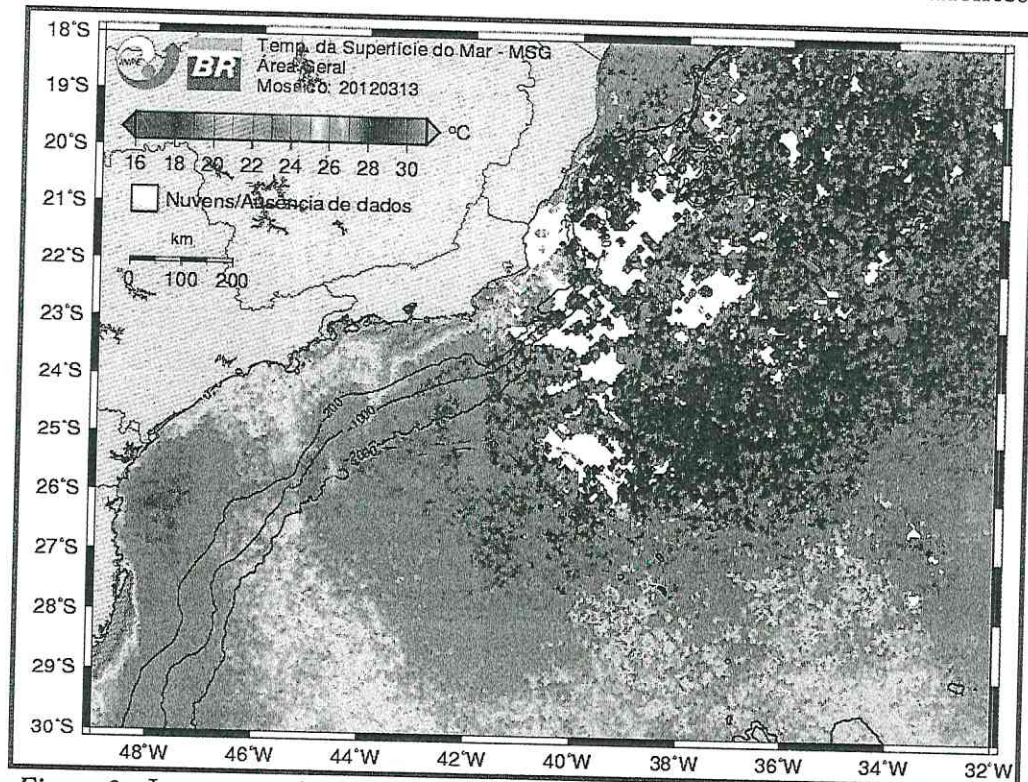 INPE
BR
Temp. da Superfície do Mar - MSG
Área Geral
Mosaico: 20120313
°C
16 18 20 22 24 26 28 30
Nuvens/Ausência de dados
km
0 100 200
18°S
19°S
20°S
21°S
22°S
23°S
24°S
25°S
26°S
27°S
28°S
29°S
30°S
200
1000
2000
48°W 46°W 44°W 42°W 40°W 38°W 36°W 34°W 32°W